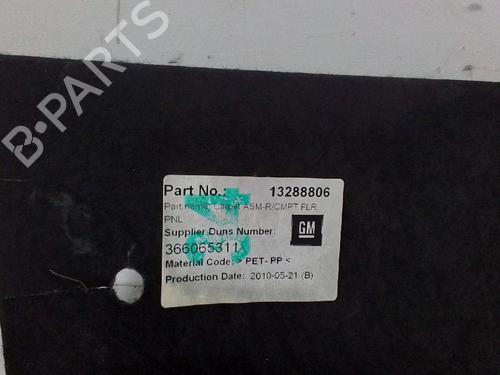 B-PARTS
Part No.: 13288806
Part name: Carpet ASM-R/CMPT FLR
PNL
Supplier Duns Number:
366065311
GM
Material Code: > PET- PP <
Production Date: 2010-05-21 (B)